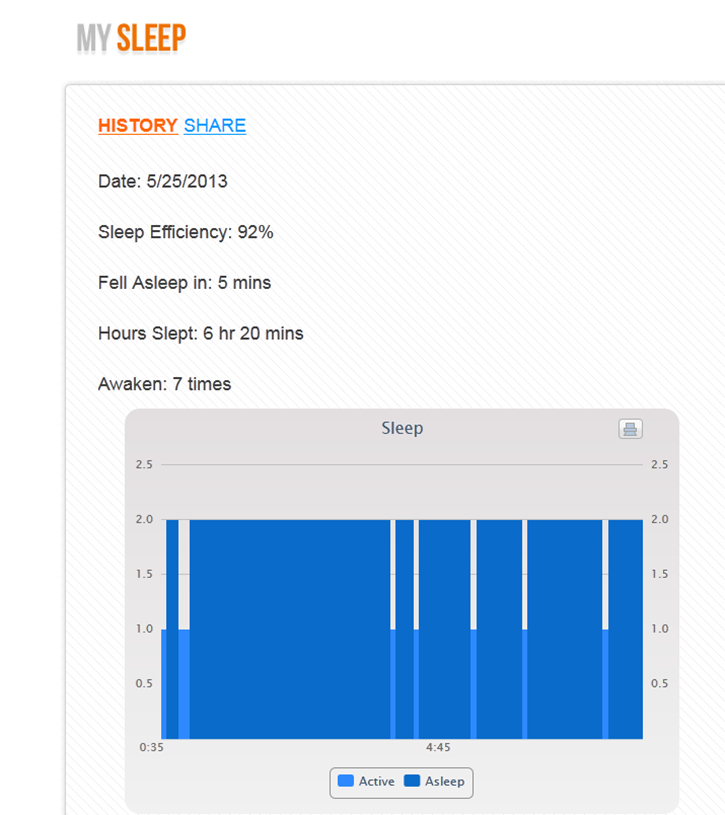 MY SLEEP
HISTORY SHARE
Date: 5/25/2013
Sleep Efficiency: 92%
Fell Asleep in: 5 mins
Hours Slept: 6 hr 20 mins
Awaken: 7 times
Sleep
2.5 2.5
2.0 2.0
1.5 1.5
1.0 1.0
0.5 0.5
0:35 4:45
Active Asleep